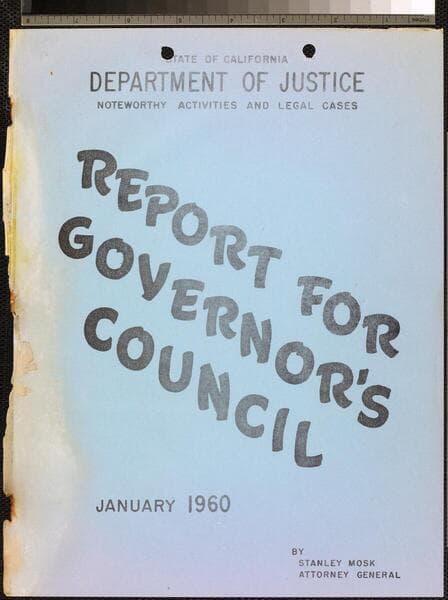 STATE OF CALIFORNIA
DEPARTMENT OF JUSTICE
NOTEWORTHY ACTIVITIES AND LEGAL CASES
REPORT FOR
GOVERNOR'S
COUNCIL
JANUARY 1960
BY
STANLEY MOSK
ATTORNEY GENERAL